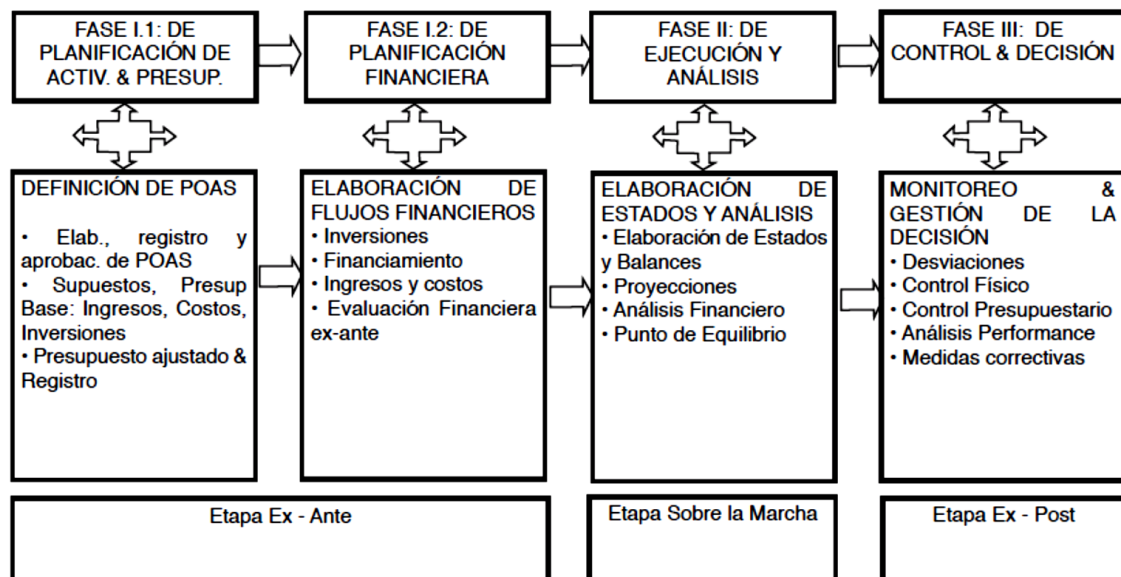 FASE I.1: DE
PLANIFICACIÓN DE
ACTIV. & PRESUP.
FASE I.2: DE
PLANIFICACIÓN
FINANCIERA
FASE II: DE
EJECUCIÓN Y
ANÁLISIS
FASE III: DE
CONTROL & DECISIÓN
DEFINICIÓN DE POAS
• Elab., registro y
aprobac. de POAS
• Supuestos, Presup
Base: Ingresos, Costos,
Inversiones
• Presupuesto ajustado &
Registro
ELABORACIÓN DE
FLUJOS FINANCIEROS
• Inversiones
• Financiamiento
• Ingresos y costos
• Evaluación Financiera
ex-ante
ELABORACIÓN DE
ESTADOS Y ANÁLISIS
• Elaboración de Estados
y Balances
• Proyecciones
• Análisis Financiero
• Punto de Equilibrio
MONITOREO &
GESTIÓN DE LA
DECISIÓN
• Desviaciones
• Control Físico
• Control Presupuestario
• Análisis Performance
• Medidas correctivas
Etapa Ex - Ante
Etapa Sobre la Marcha
Etapa Ex - Post